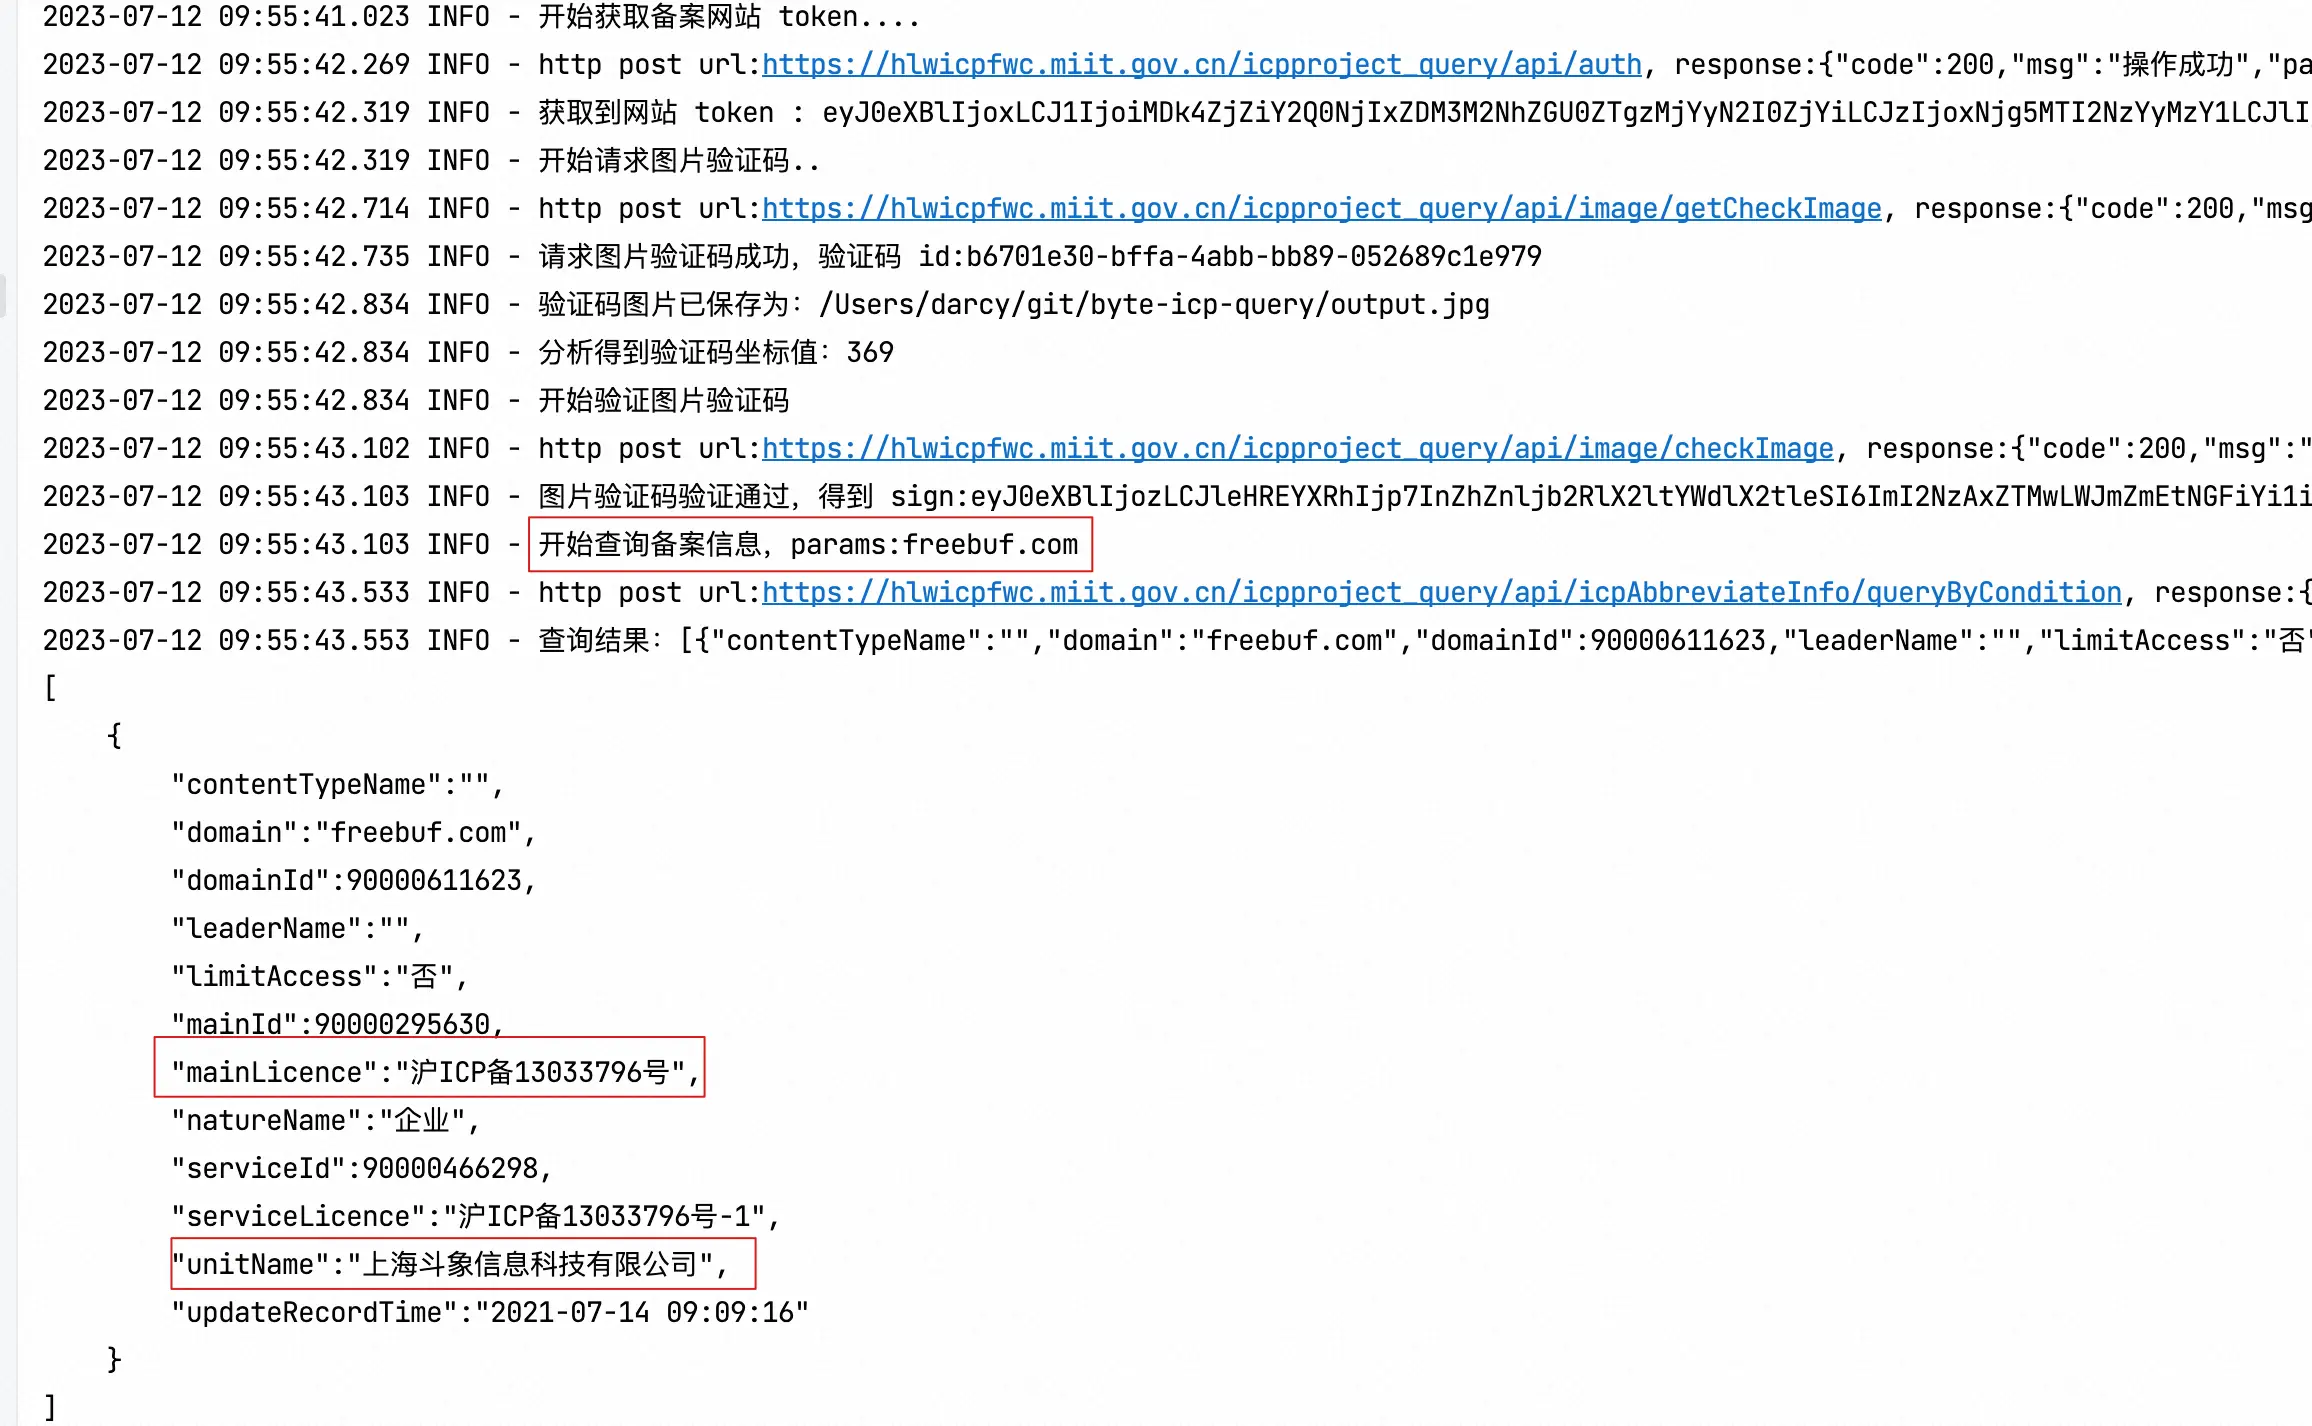 2023-07-12 09:55:41.023 INFO - 开始获取备案网站 token....
2023-07-12 09:55:42.269 INFO - http post url:https://hlwicpfwc.miit.gov.cn/icpproject_query/api/auth, response:{"code":200,"msg":"操作成功","pa
2023-07-12 09:55:42.319 INFO - 获取到网站 token : eyJ0eXBlIjoxLCJ1IjoiMDk4ZjZiY2Q0NjIxZDM3M2NhZGU0ZTgzMjYyN2I0ZjYiLCJzIjoxNjg5MTI2NzYyMzY1LCJlI
2023-07-12 09:55:42.319 INFO - 开始请求图片验证码..
2023-07-12 09:55:42.714 INFO - http post url:https://hlwicpfwc.miit.gov.cn/icpproject_query/api/image/getCheckImage, response:{"code":200,"msg
2023-07-12 09:55:42.735 INFO - 请求图片验证码成功，验证码 id:b6701e30-bffa-4abb-bb89-052689c1e979
2023-07-12 09:55:42.834 INFO - 验证码图片已保存为：/Users/darcy/git/byte-icp-query/output.jpg
2023-07-12 09:55:42.834 INFO - 分析得到验证码坐标值：369
2023-07-12 09:55:42.834 INFO - 开始验证图片验证码
2023-07-12 09:55:43.102 INFO - http post url:https://hlwicpfwc.miit.gov.cn/icpproject_query/api/image/checkImage, response:{"code":200,"msg":"
2023-07-12 09:55:43.103 INFO - 图片验证码验证通过，得到 sign:eyJ0eXBlIjozLCJleHREYXRhIjp7InZhZnljb2RlX2ltYWdlX2tleSI6ImI2NzAxZTMwLWJmZmEtNGFiYi1i
2023-07-12 09:55:43.103 INFO - 开始查询备案信息，params:freebuf.com
2023-07-12 09:55:43.533 INFO - http post url:https://hlwicpfwc.miit.gov.cn/icpproject_query/api/icpAbbreviateInfo/queryByCondition, response:{
2023-07-12 09:55:43.553 INFO - 查询结果：[{"contentTypeName":"","domain":"freebuf.com","domainId":90000611623,"leaderName":"","limitAccess":"否"
[
{
"contentTypeName":"",
"domain":"freebuf.com",
"domainId":90000611623,
"leaderName":"",
"limitAccess":"否",
"mainId":90000295630,
"mainLicence":"沪ICP备13033796号",
"natureName":"企业",
"serviceId":90000466298,
"serviceLicence":"沪ICP备13033796号-1",
"unitName":"上海斗象信息科技有限公司",
"updateRecordTime":"2021-07-14 09:09:16"
}
]